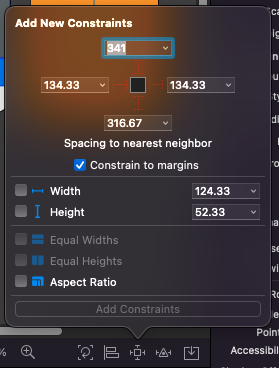 Add New Constraints
341
134.33
134.33
316.67
Spacing to nearest neighbor
Constrain to margins
Width
124.33
Height
52.33
Equal Widths
Equal Heights
Aspect Ratio
Add Constraints
%
Point
Accessibil